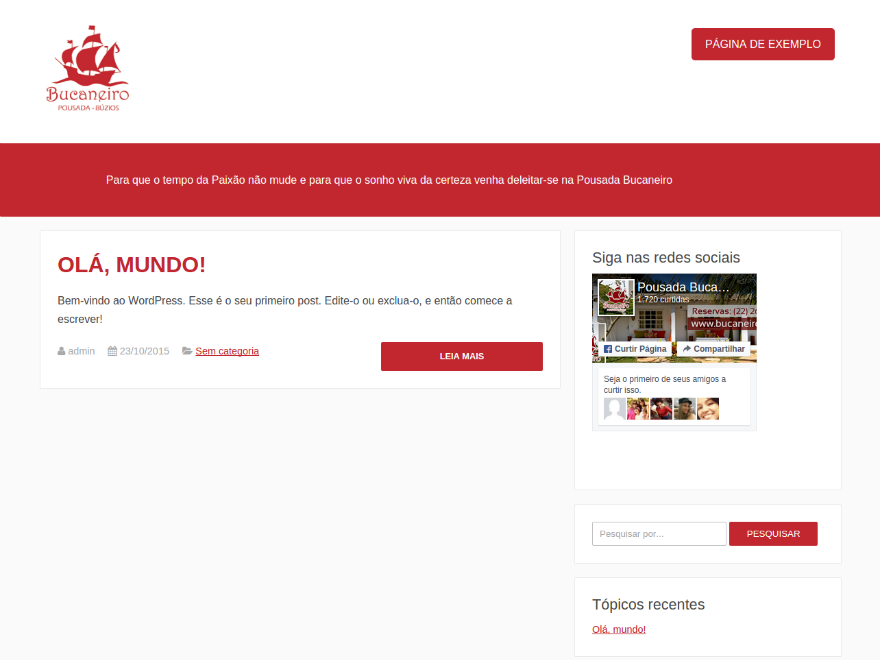 Bucaneiro
POUSADA - BÚZIOS
PÁGINA DE EXEMPLO
Para que o tempo da Paixão não mude e para que o sonho viva da certeza venha deleitar-se na Pousada Bucaneiro
OLÁ, MUNDO!
Bem-vindo ao WordPress. Esse é o seu primeiro post. Edite-o ou exclua-o, e então comece a
escrever!
admin 23/10/2015 Sem categoria
LEIA MAIS
Siga nas redes sociais
Pousada Buca…
1.720 curtidas
Reservas: (22) 2
www.bucaneiro
Curtir Página Compartilhar
Seja o primeiro de seus amigos a
curtir isso.
Pesquisar por…
PESQUISAR
Tópicos recentes
Olá, mundo!